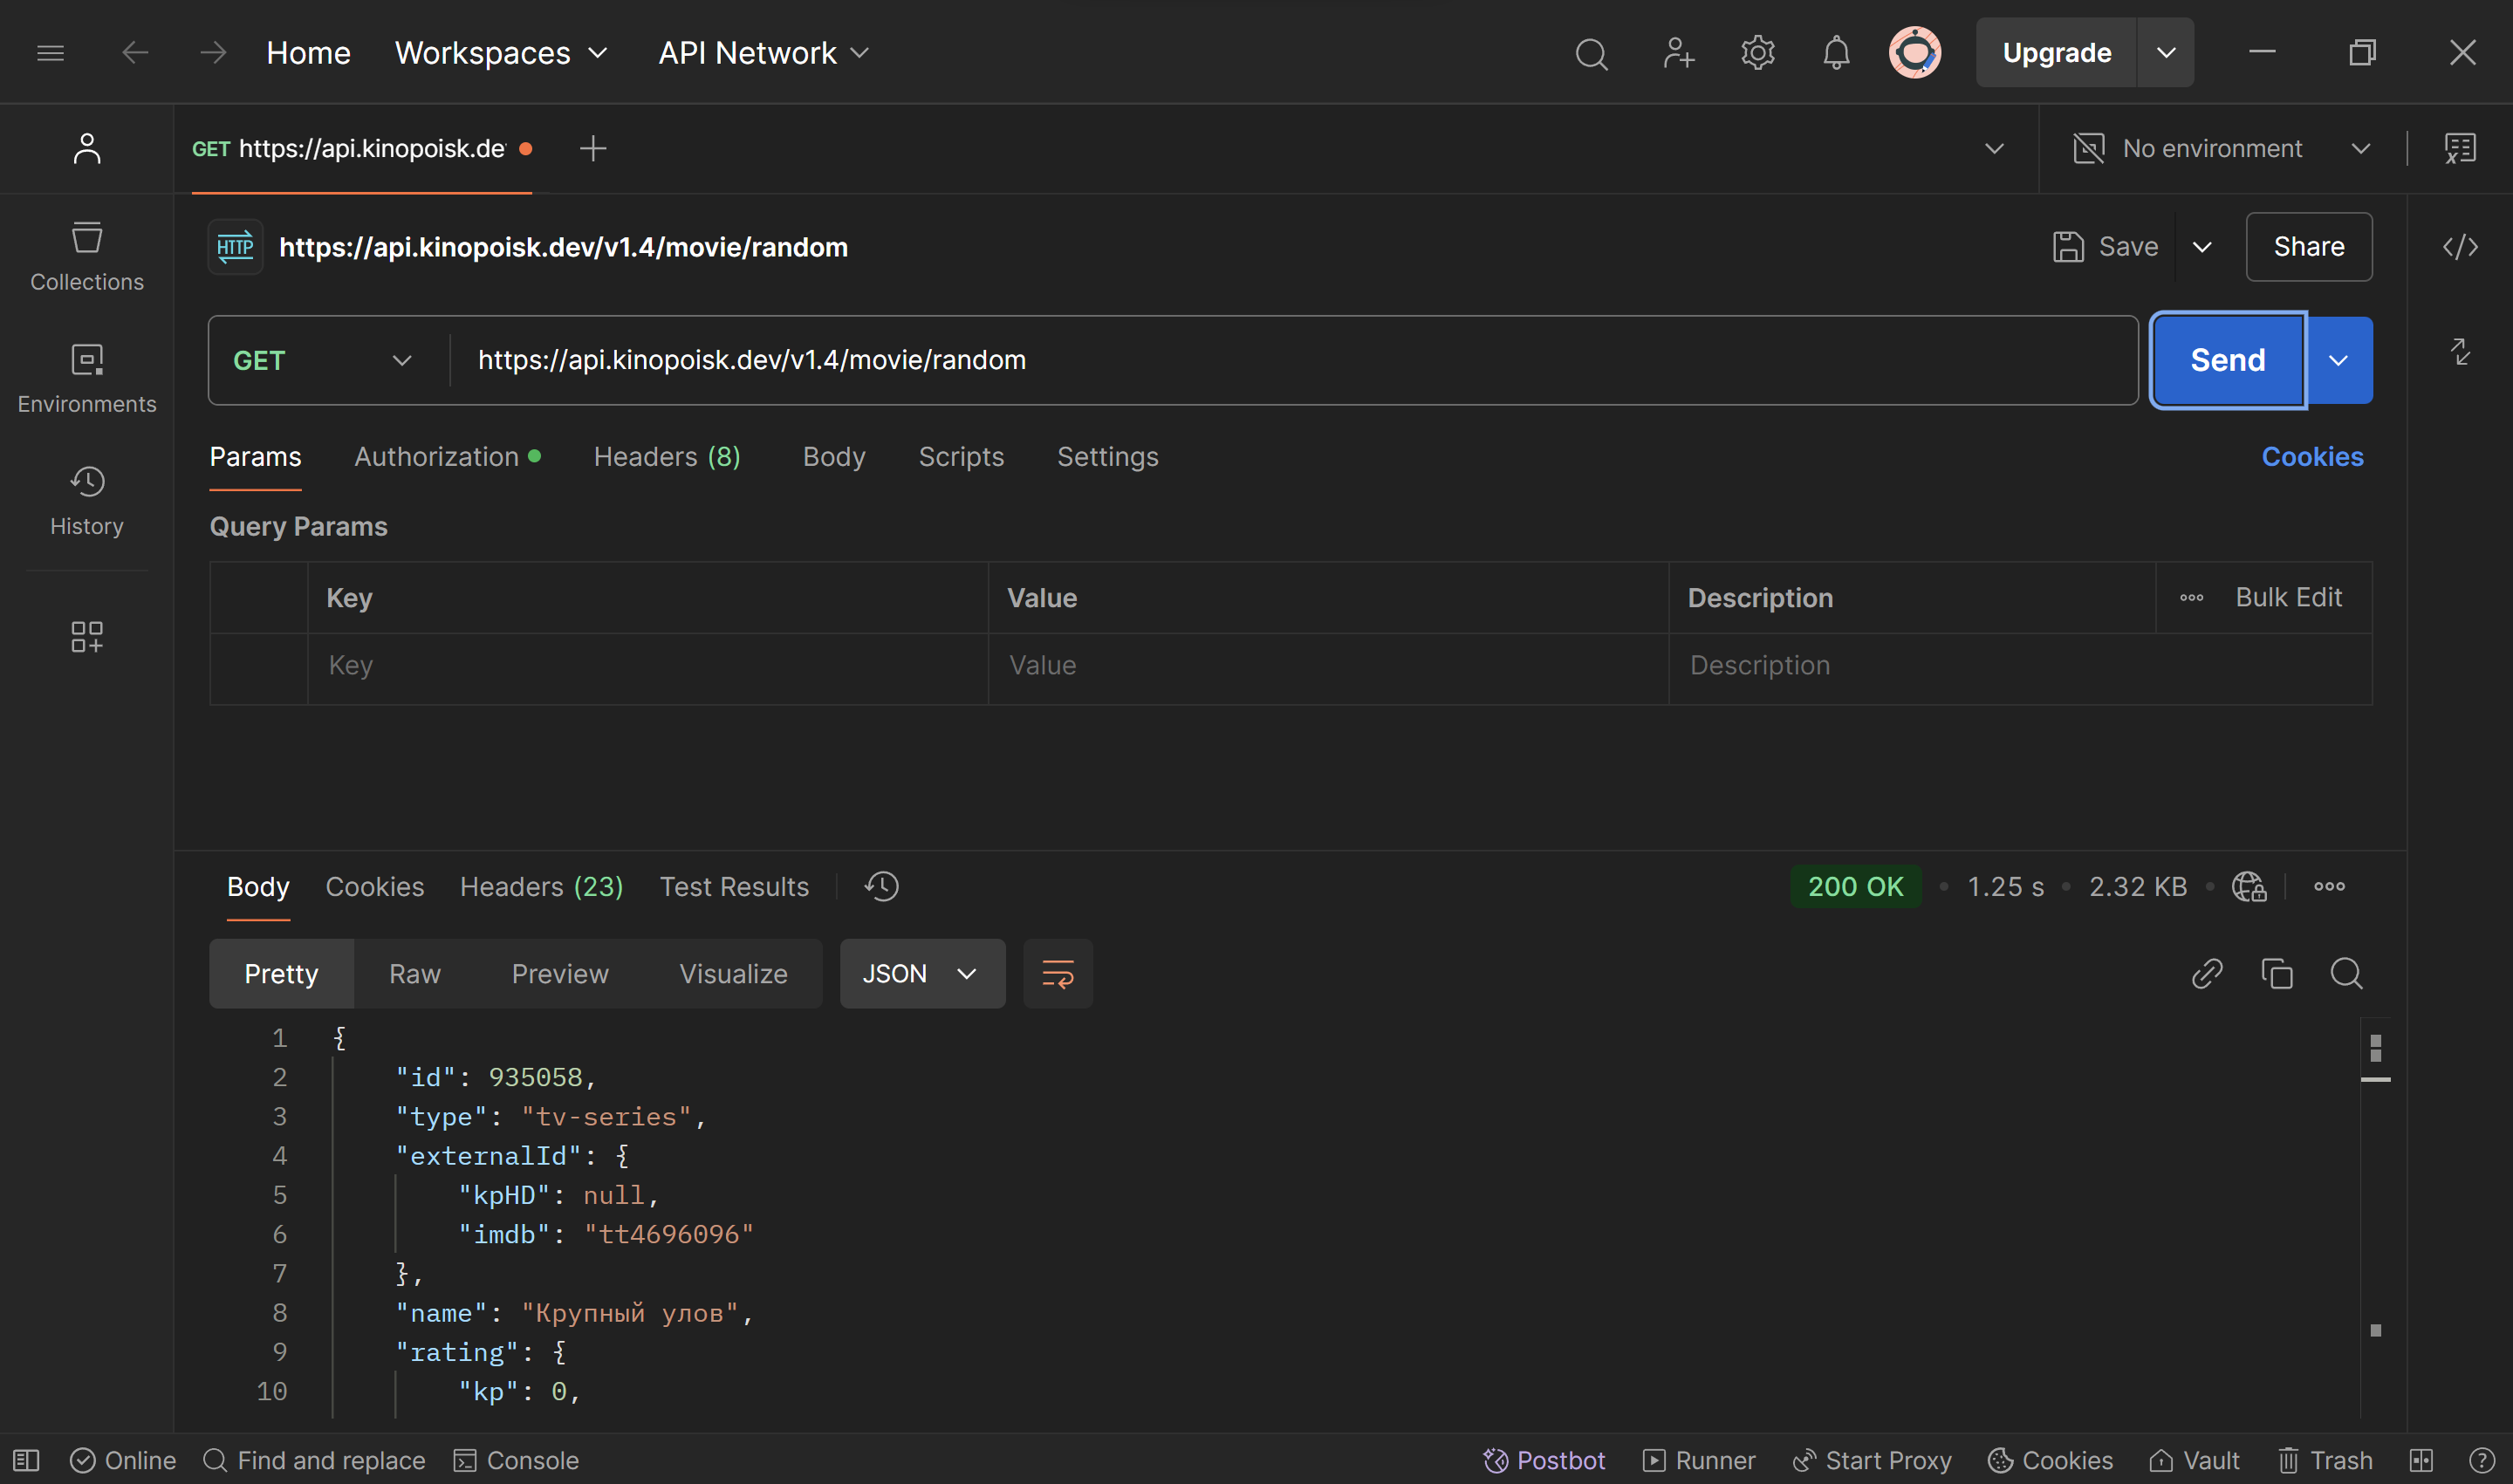 Home Workspaces API Network Upgrade
GET https://api.kinopoisk.de No environment
HTTP https://api.kinopoisk.dev/v1.4/movie/random Save Share
Collections
GET https://api.kinopoisk.dev/v1.4/movie/random Send
Environments
Params Authorization Headers (8) Body Scripts Settings Cookies
History
Query Params
Key Value Description Bulk Edit
Key Value Description
Body Cookies Headers (23) Test Results 200 OK 1.25 s 2.32 KB
Pretty Raw Preview Visualize JSON
1 {
2 "id": 935058,
3 "type": "tv-series",
4 "externalId": {
5 "kpHD": null,
6 "imdb": "tt4696096"
7 },
8 "name": "Крупный улов",
9 "rating": {
10 "kp": 0,
Online Find and replace Console Postbot Runner Start Proxy Cookies Vault Trash